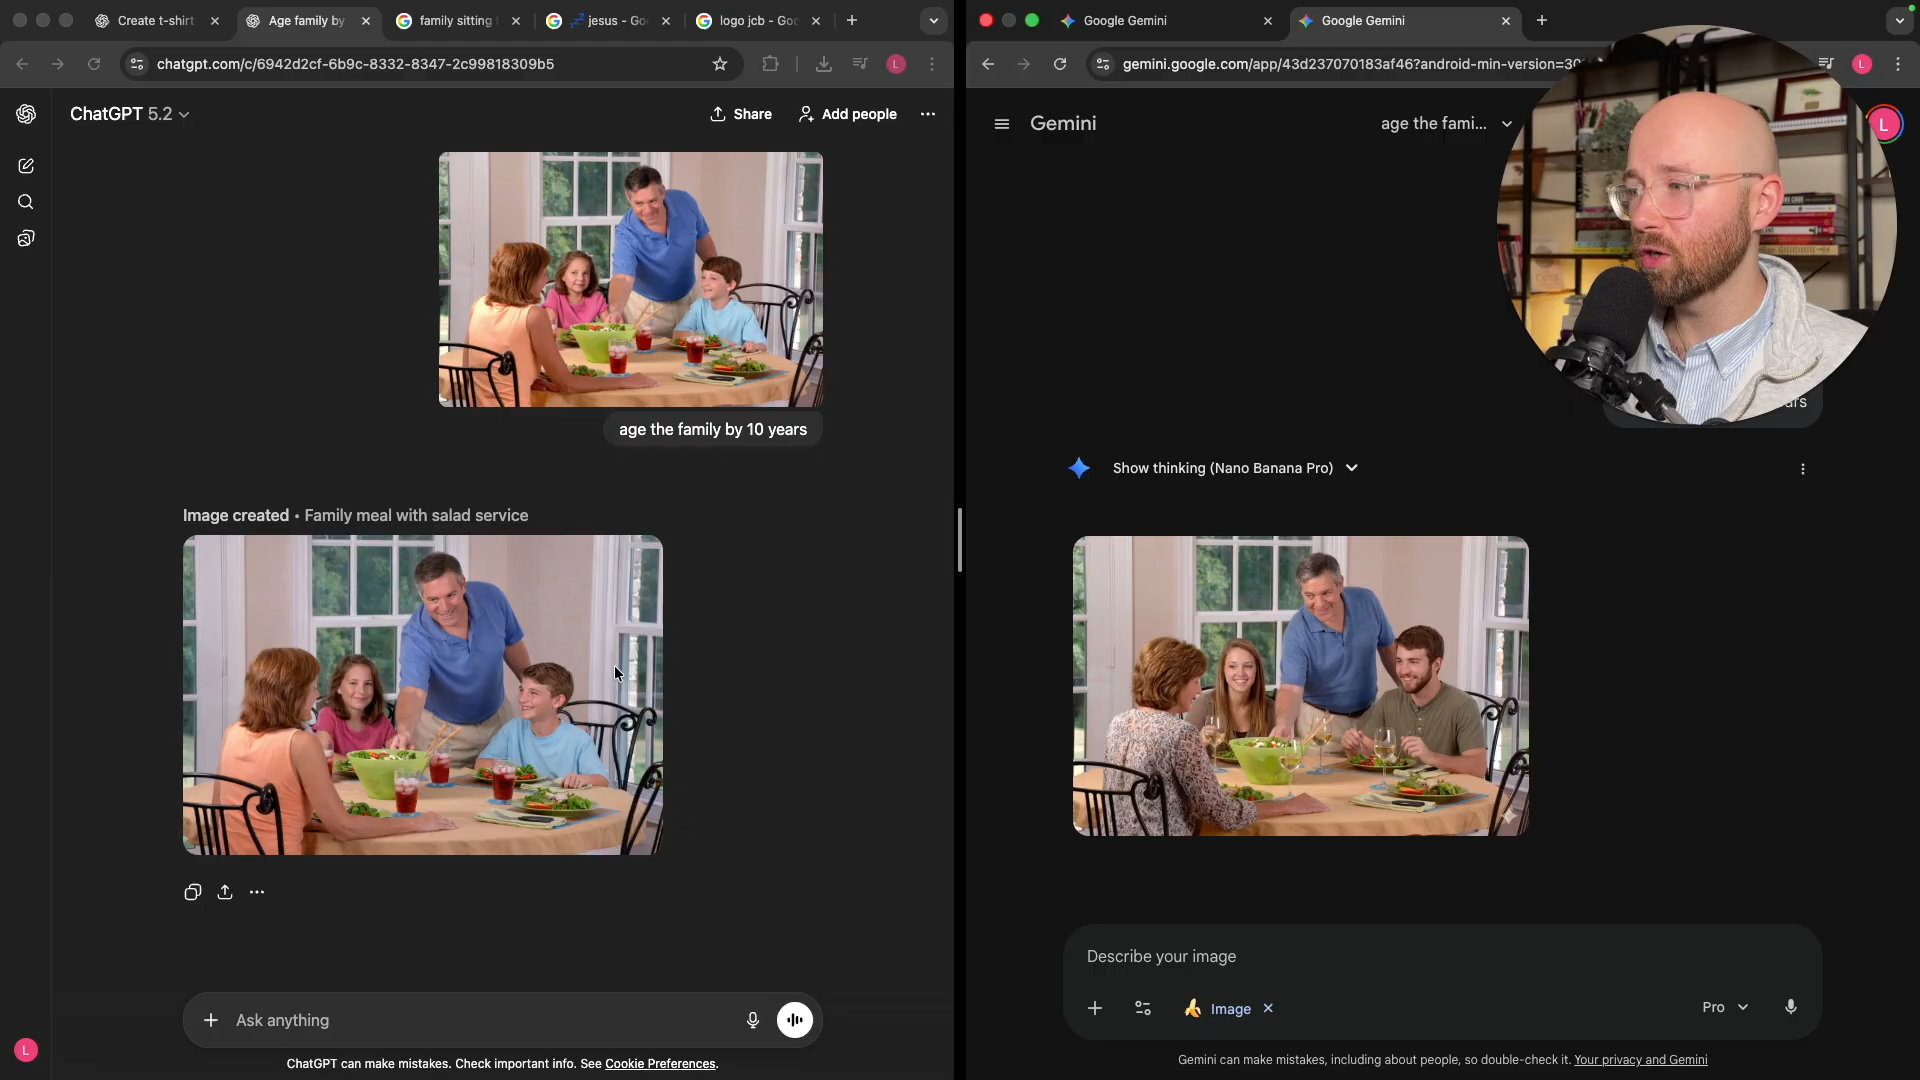 Create t-shirt
Age family by
family sitting
jesus - Go
logo jcb - Goo
chatgpt.com/c/6942d2cf-6b9c-8332-8347-2c99818309b5
L
ChatGPT 5.2
Share
Add people
age the family by 10 years
Image created • Family meal with salad service
Ask anything
L
ChatGPT can make mistakes. Check important info. See Cookie Preferences.
Google Gemini
Google Gemini
gemini.google.com/app/43d237070183af46?android-min-version=30
L
Gemini
age the fami...
L
Show thinking (Nano Banana Pro)
Describe your image
Image
Pro
Gemini can make mistakes, including about people, so double-check it. Your privacy and Gemini